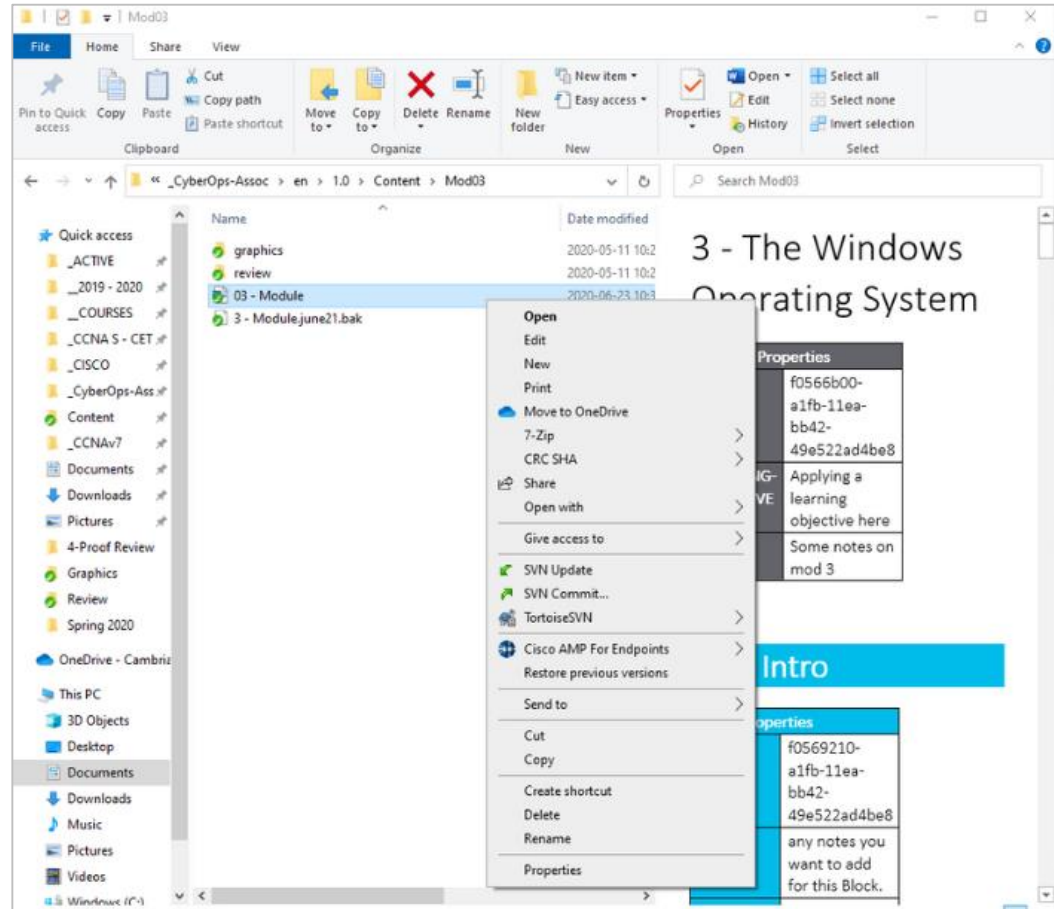 Mod03
File Home Share View
Pin to Quick access
Copy
Paste
Cut
Copy path
Paste shortcut
Move to
Copy to
Delete
Rename
New folder
New item
Easy access
Properties
Open
Edit
History
Select all
Select none
Invert selection
Clipboard Organize New Open Select
« _CyberOps-Assoc > en > 1.0 > Content > Mod03
Search Mod03
Quick access
_ACTIVE
__2019 - 2020
__COURSES
_CCNA S - CET
_CISCO
_CyberOps-Ass
Content
_CCNAv7
Documents
Downloads
Pictures
4-Proof Review
Graphics
Review
Spring 2020
OneDrive - Cambria
This PC
3D Objects
Desktop
Documents
Downloads
Music
Pictures
Videos
Windows (C:)
Name Date modified
graphics 2020-05-11 10:2
review 2020-05-11 10:2
03 - Module 2020-06-23 10:3
3 - Module.june21.bak
Open
Edit
New
Print
Move to OneDrive
7-Zip
CRC SHA
Share
Open with
Give access to
SVN Update
SVN Commit...
TortoiseSVN
Cisco AMP For Endpoints
Restore previous versions
Send to
Cut
Copy
Create shortcut
Delete
Rename
Properties
3 - The Windows
Operating System
Properties
f0566b00-
a1fb-11ea-
bb42-
49e522ad4be8
Applying a
learning
objective here
Some notes on
mod 3
Intro
f0569210-
a1fb-11ea-
bb42-
49e522ad4be8
any notes you
want to add
for this Block.